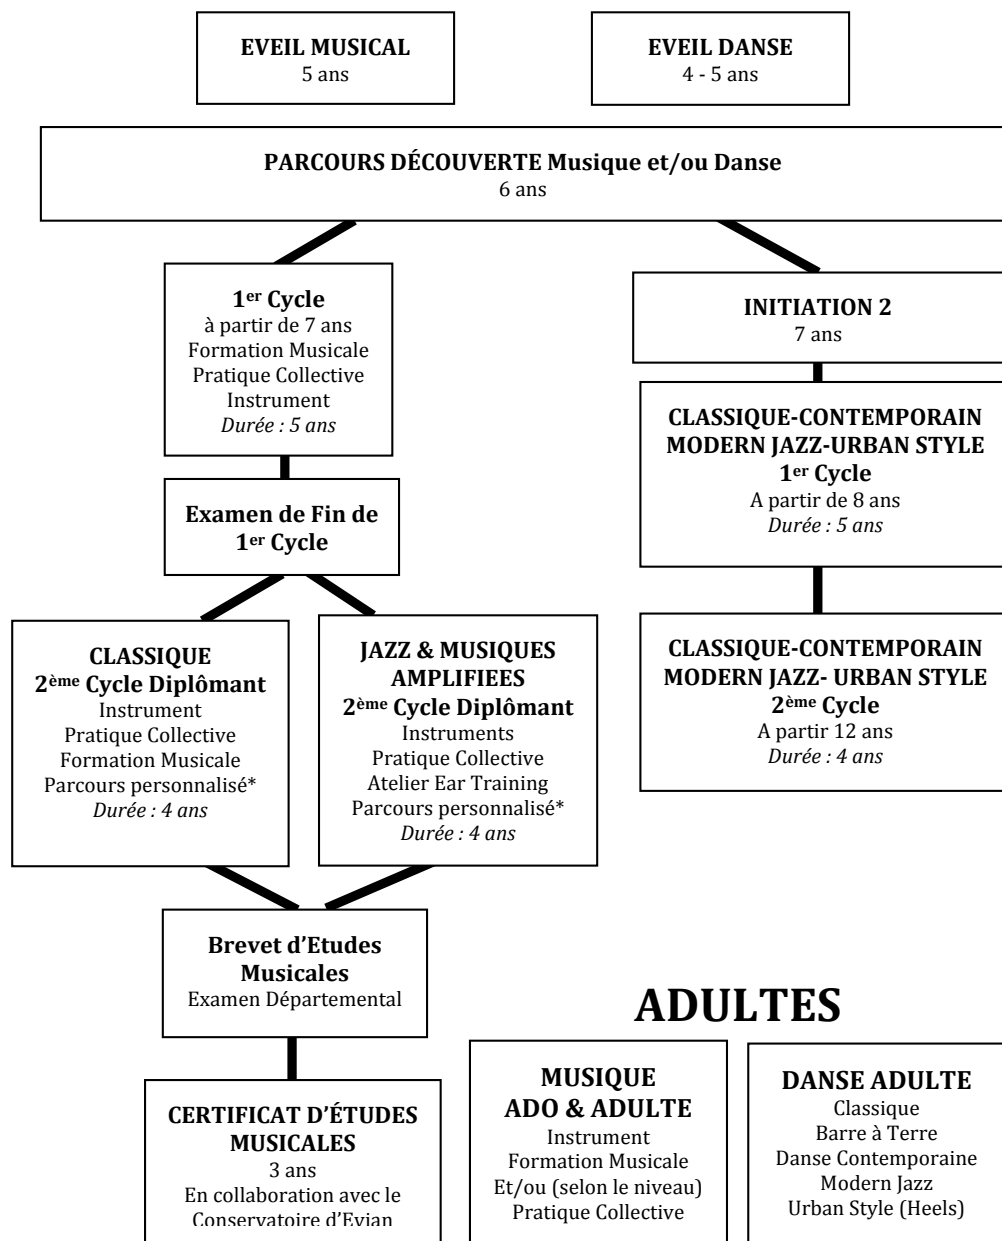 EVEIL MUSICAL
5 ans
EVEIL DANSE
4 - 5 ans
PARCOURS DÉCOUVERTE Musique et/ou Danse
6 ans
1er Cycle
à partir de 7 ans
Formation Musicale
Pratique Collective
Instrument
Durée : 5 ans
INITIATION 2
7 ans
CLASSIQUE-CONTEMPORAIN
MODERN JAZZ-URBAN STYLE
1er Cycle
A partir de 8 ans
Durée : 5 ans
Examen de Fin de
1er Cycle
CLASSIQUE
2ème Cycle Diplômant
Instrument
Pratique Collective
Formation Musicale
Parcours personnalisé*
Durée : 4 ans
JAZZ & MUSIQUES
AMPLIFIEES
2ème Cycle Diplômant
Instruments
Pratique Collective
Atelier Ear Training
Parcours personnalisé*
Durée : 4 ans
CLASSIQUE-CONTEMPORAIN
MODERN JAZZ- URBAN STYLE
2ème Cycle
A partir 12 ans
Durée : 4 ans
Brevet d'Etudes
Musicales
Examen Départemental
CERTIFICAT D'ÉTUDES
MUSICALES
3 ans
En collaboration avec le
Conservatoire d'Evian
ADULTES
MUSIQUE
ADO & ADULTE
Instrument
Formation Musicale
Et/ou (selon le niveau)
Pratique Collective
DANSE ADULTE
Classique
Barre à Terre
Danse Contemporaine
Modern Jazz
Urban Style (Heels)